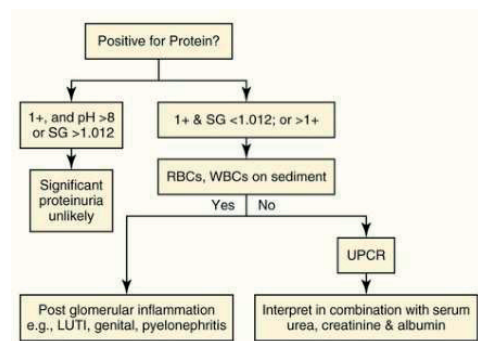 Positive for Protein?
1+, and pH >8
or SG >1.012
1+ & SG <1.012; or >1+
Significant
proteinuria
unlikely
RBCs, WBCs on sediment
Yes
No
UPCR
Post glomerular inflammation
e.g., LUTI, genital, pyelonephritis
Interpret in combination with serum
urea, creatinine & albumin